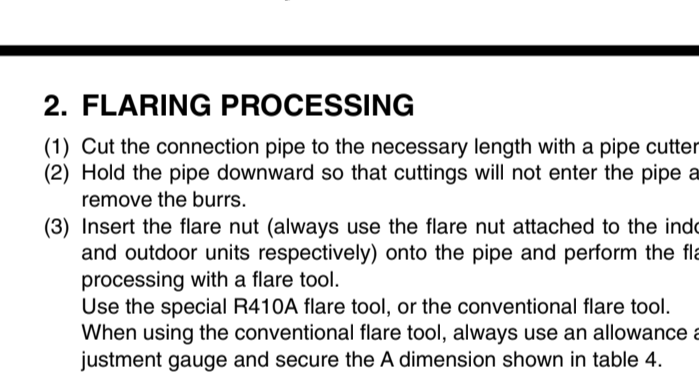 2. FLARING PROCESSING
(1) Cut the connection pipe to the necessary length with a pipe cutter
(2) Hold the pipe downward so that cuttings will not enter the pipe a
remove the burrs.
(3) Insert the flare nut (always use the flare nut attached to the indo
and outdoor units respectively) onto the pipe and perform the fla
processing with a flare tool.
Use the special R410A flare tool, or the conventional flare tool.
When using the conventional flare tool, always use an allowance a
justment gauge and secure the A dimension shown in table 4.